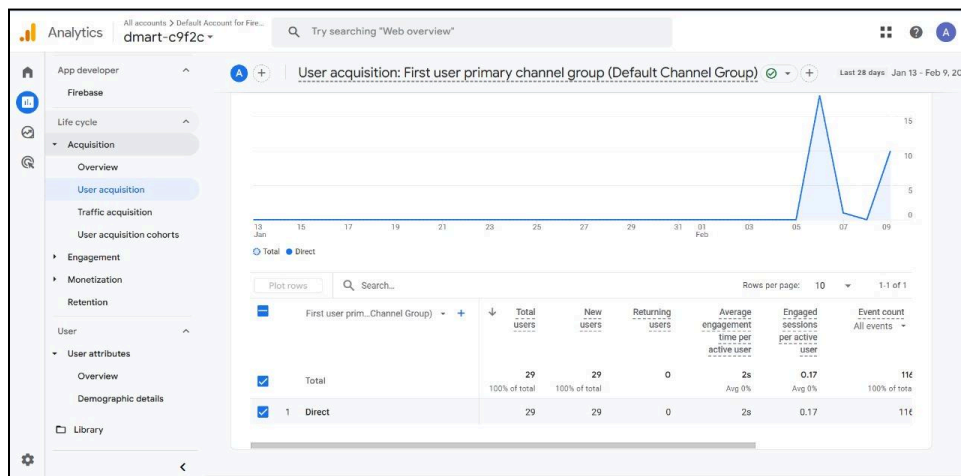 Analytics
All accounts > Default Account for Fire...
dmart-c9f2c
Try searching "Web overview"
A
App developer
Firebase
Life cycle
Acquisition
Overview
User acquisition
Traffic acquisition
User acquisition cohorts
Engagement
Monetization
Retention
User
User attributes
Overview
Demographic details
Library
A
User acquisition: First user primary channel group (Default Channel Group)
Last 28 days Jan 13 - Feb 9, 20
15
10
5
0
13 15 17 19 21 23 25 27 29 31 01 03 05 07 09
Jan Feb
Total Direct
Plot rows
Search...
Rows per page: 10 1-1 of 1
First user prim...Channel Group) +
Total users
New users
Returning users
Average engagement time per active user
Engaged sessions per active user
Event count
All events
Total 29 29 0 2s 0.17 116
100% of total 100% of total Avg 0% Avg 0% 100% of tota
1 Direct 29 29 0 2s 0.17 116